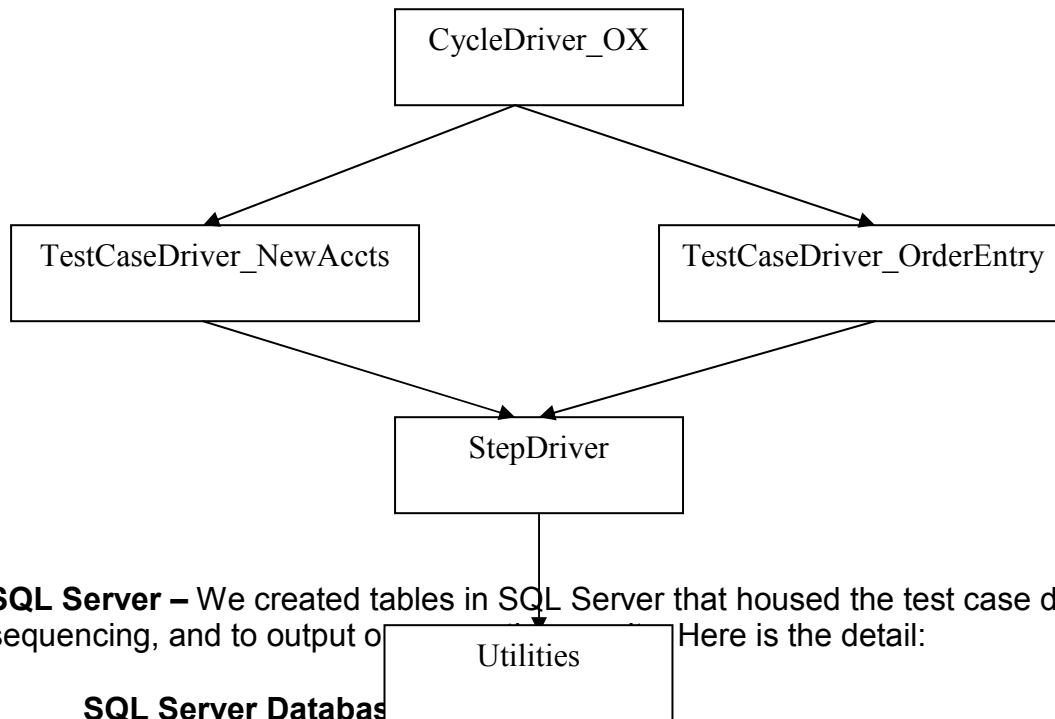 CycleDriver_OX
TestCaseDriver_NewAccts
TestCaseDriver_OrderEntry
StepDriver
SQL Server – We created tables in SQL Server that housed the test case
sequencing, and to output Here is the detail:
Utilities
SQL Server